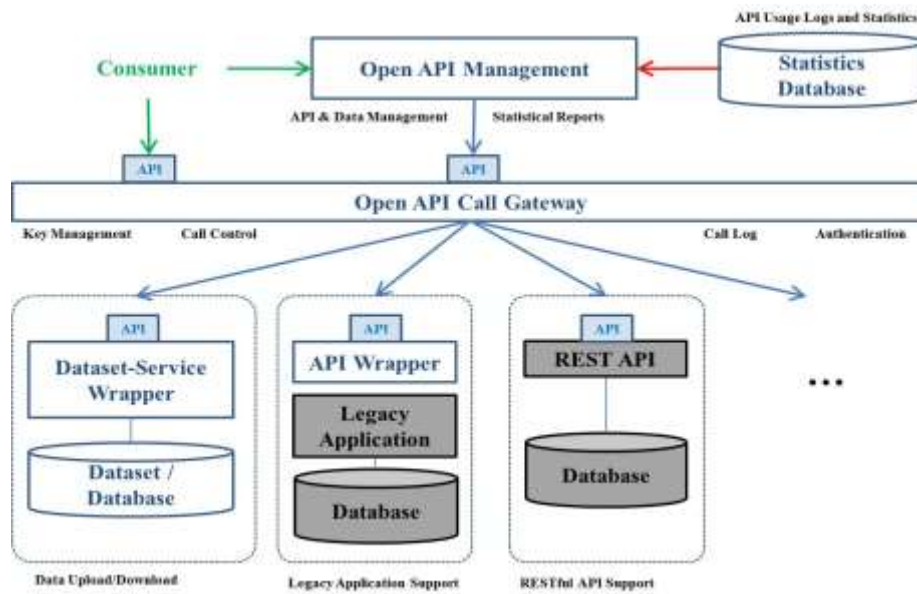 API Usage Logs and Statistics
Consumer
Open API Management
Statistics
Database
API & Data Management
Statistical Reports
API
API
Open API Call Gateway
Key Management
Call Control
Call Log
Authentication
API
Dataset-Service
Wrapper
Dataset /
Database
Data Upload/Download
API
API Wrapper
Legacy
Application
Database
Legacy Application Support
API
REST API
Database
RESTful API Support
...